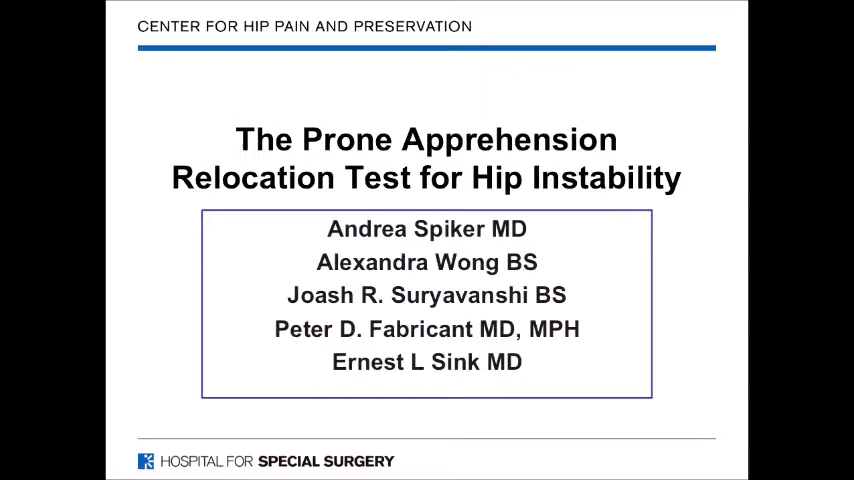 CENTER FOR HIP PAIN AND PRESERVATION
The Prone Apprehension
Relocation Test for Hip Instability
Andrea Spiker MD
Alexandra Wong BS
Joash R. Suryavanshi BS
Peter D. Fabricant MD, MPH
Ernest L Sink MD
HOSPITAL FOR SPECIAL SURGERY